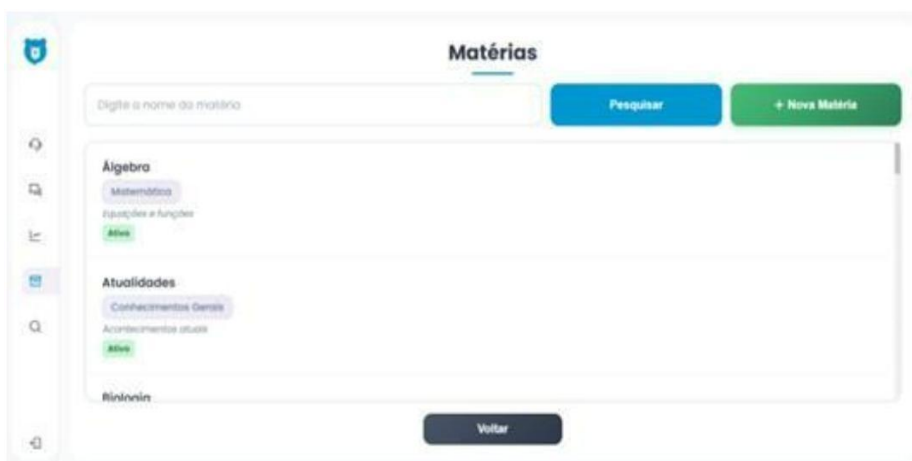 Matérias
Digite o nome da matéria
Pesquisar
+ Nova Matéria
Álgebra
Matemática
Equações e funções
Ativo
Atualidades
Conhecimentos Gerais
Acontecimentos atuais
Ativo
Biologia
Voltar